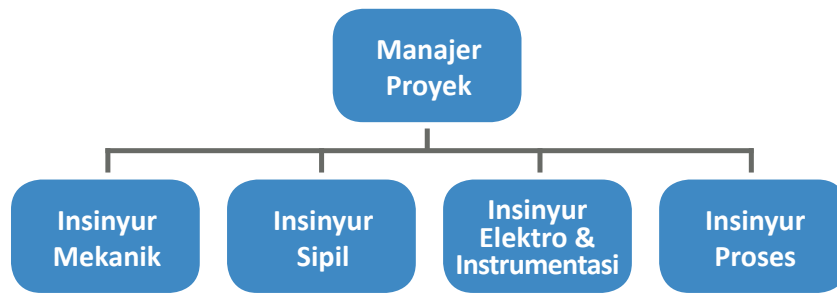 Manajer
Proyek
Insinyur
Mekanik
Insinyur
Sipil
Insinyur
Elektro &
Instrumentasi
Insinyur
Proses